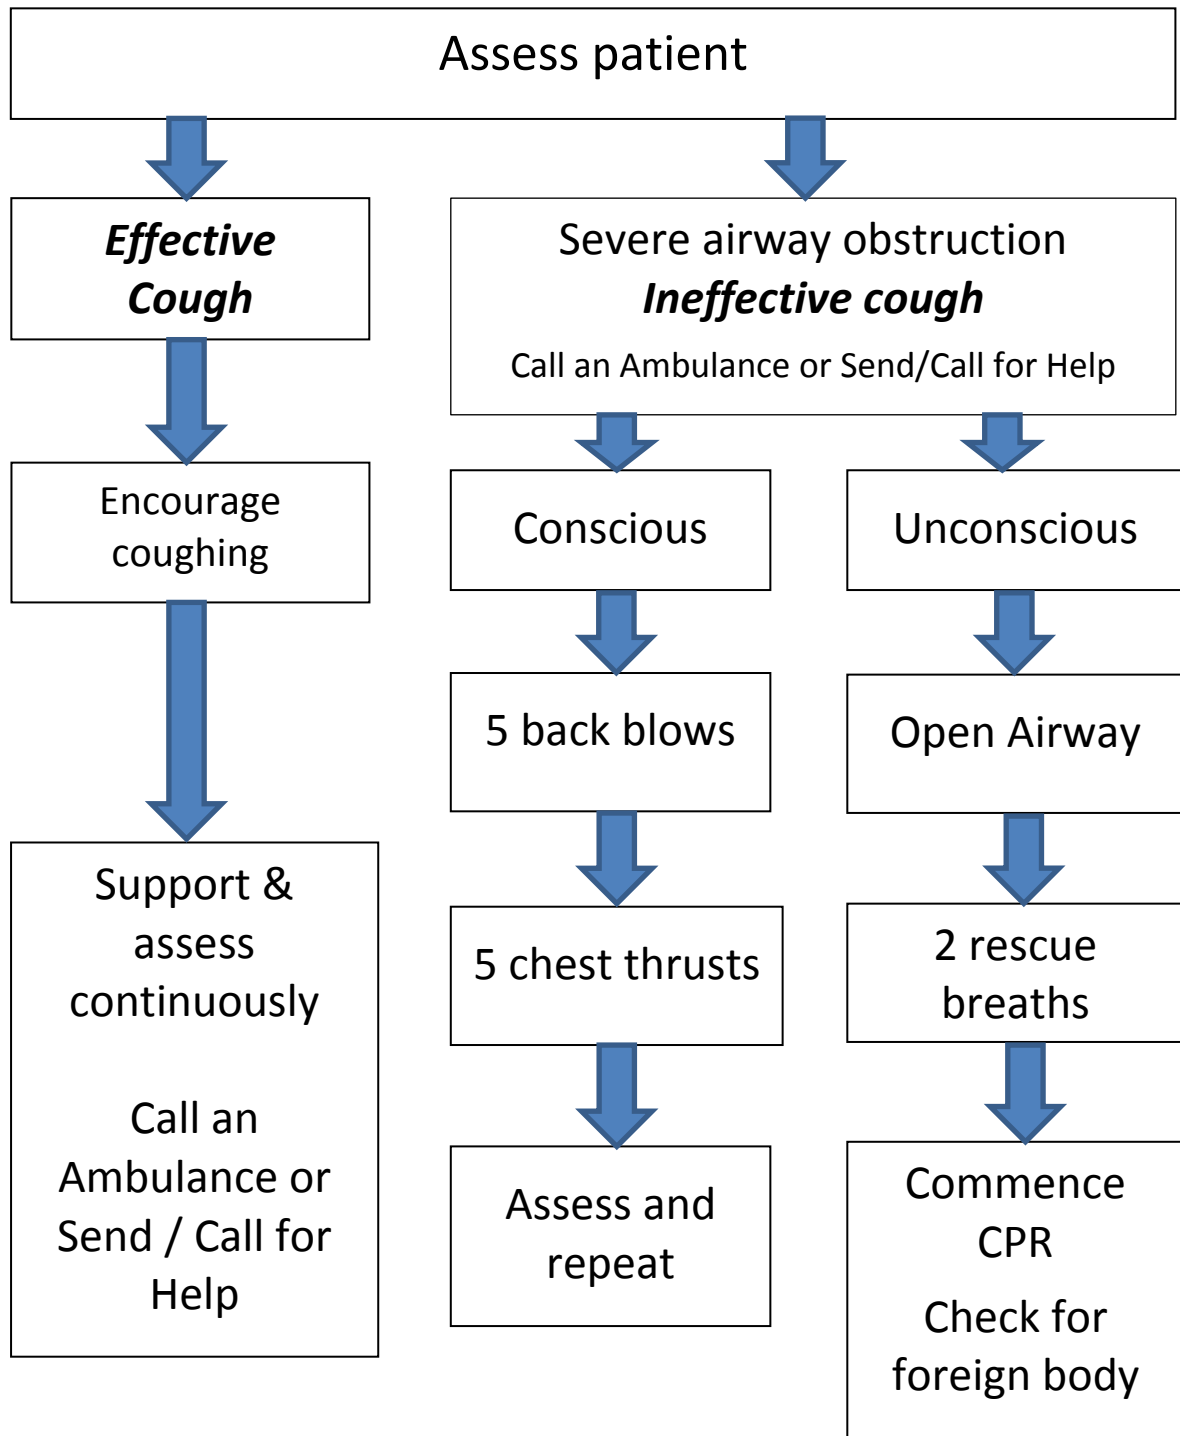 Assess patient
Effective
Cough
Severe airway obstruction
Ineffective cough
Call an Ambulance or Send/Call for Help
Encourage
coughing
Conscious
Unconscious
5 back blows
Open Airway
Support &
assess
continuously
Call an
Ambulance or
Send / Call for
Help
5 chest thrusts
2 rescue
breaths
Assess and
repeat
Commence
CPR
Check for
foreign body